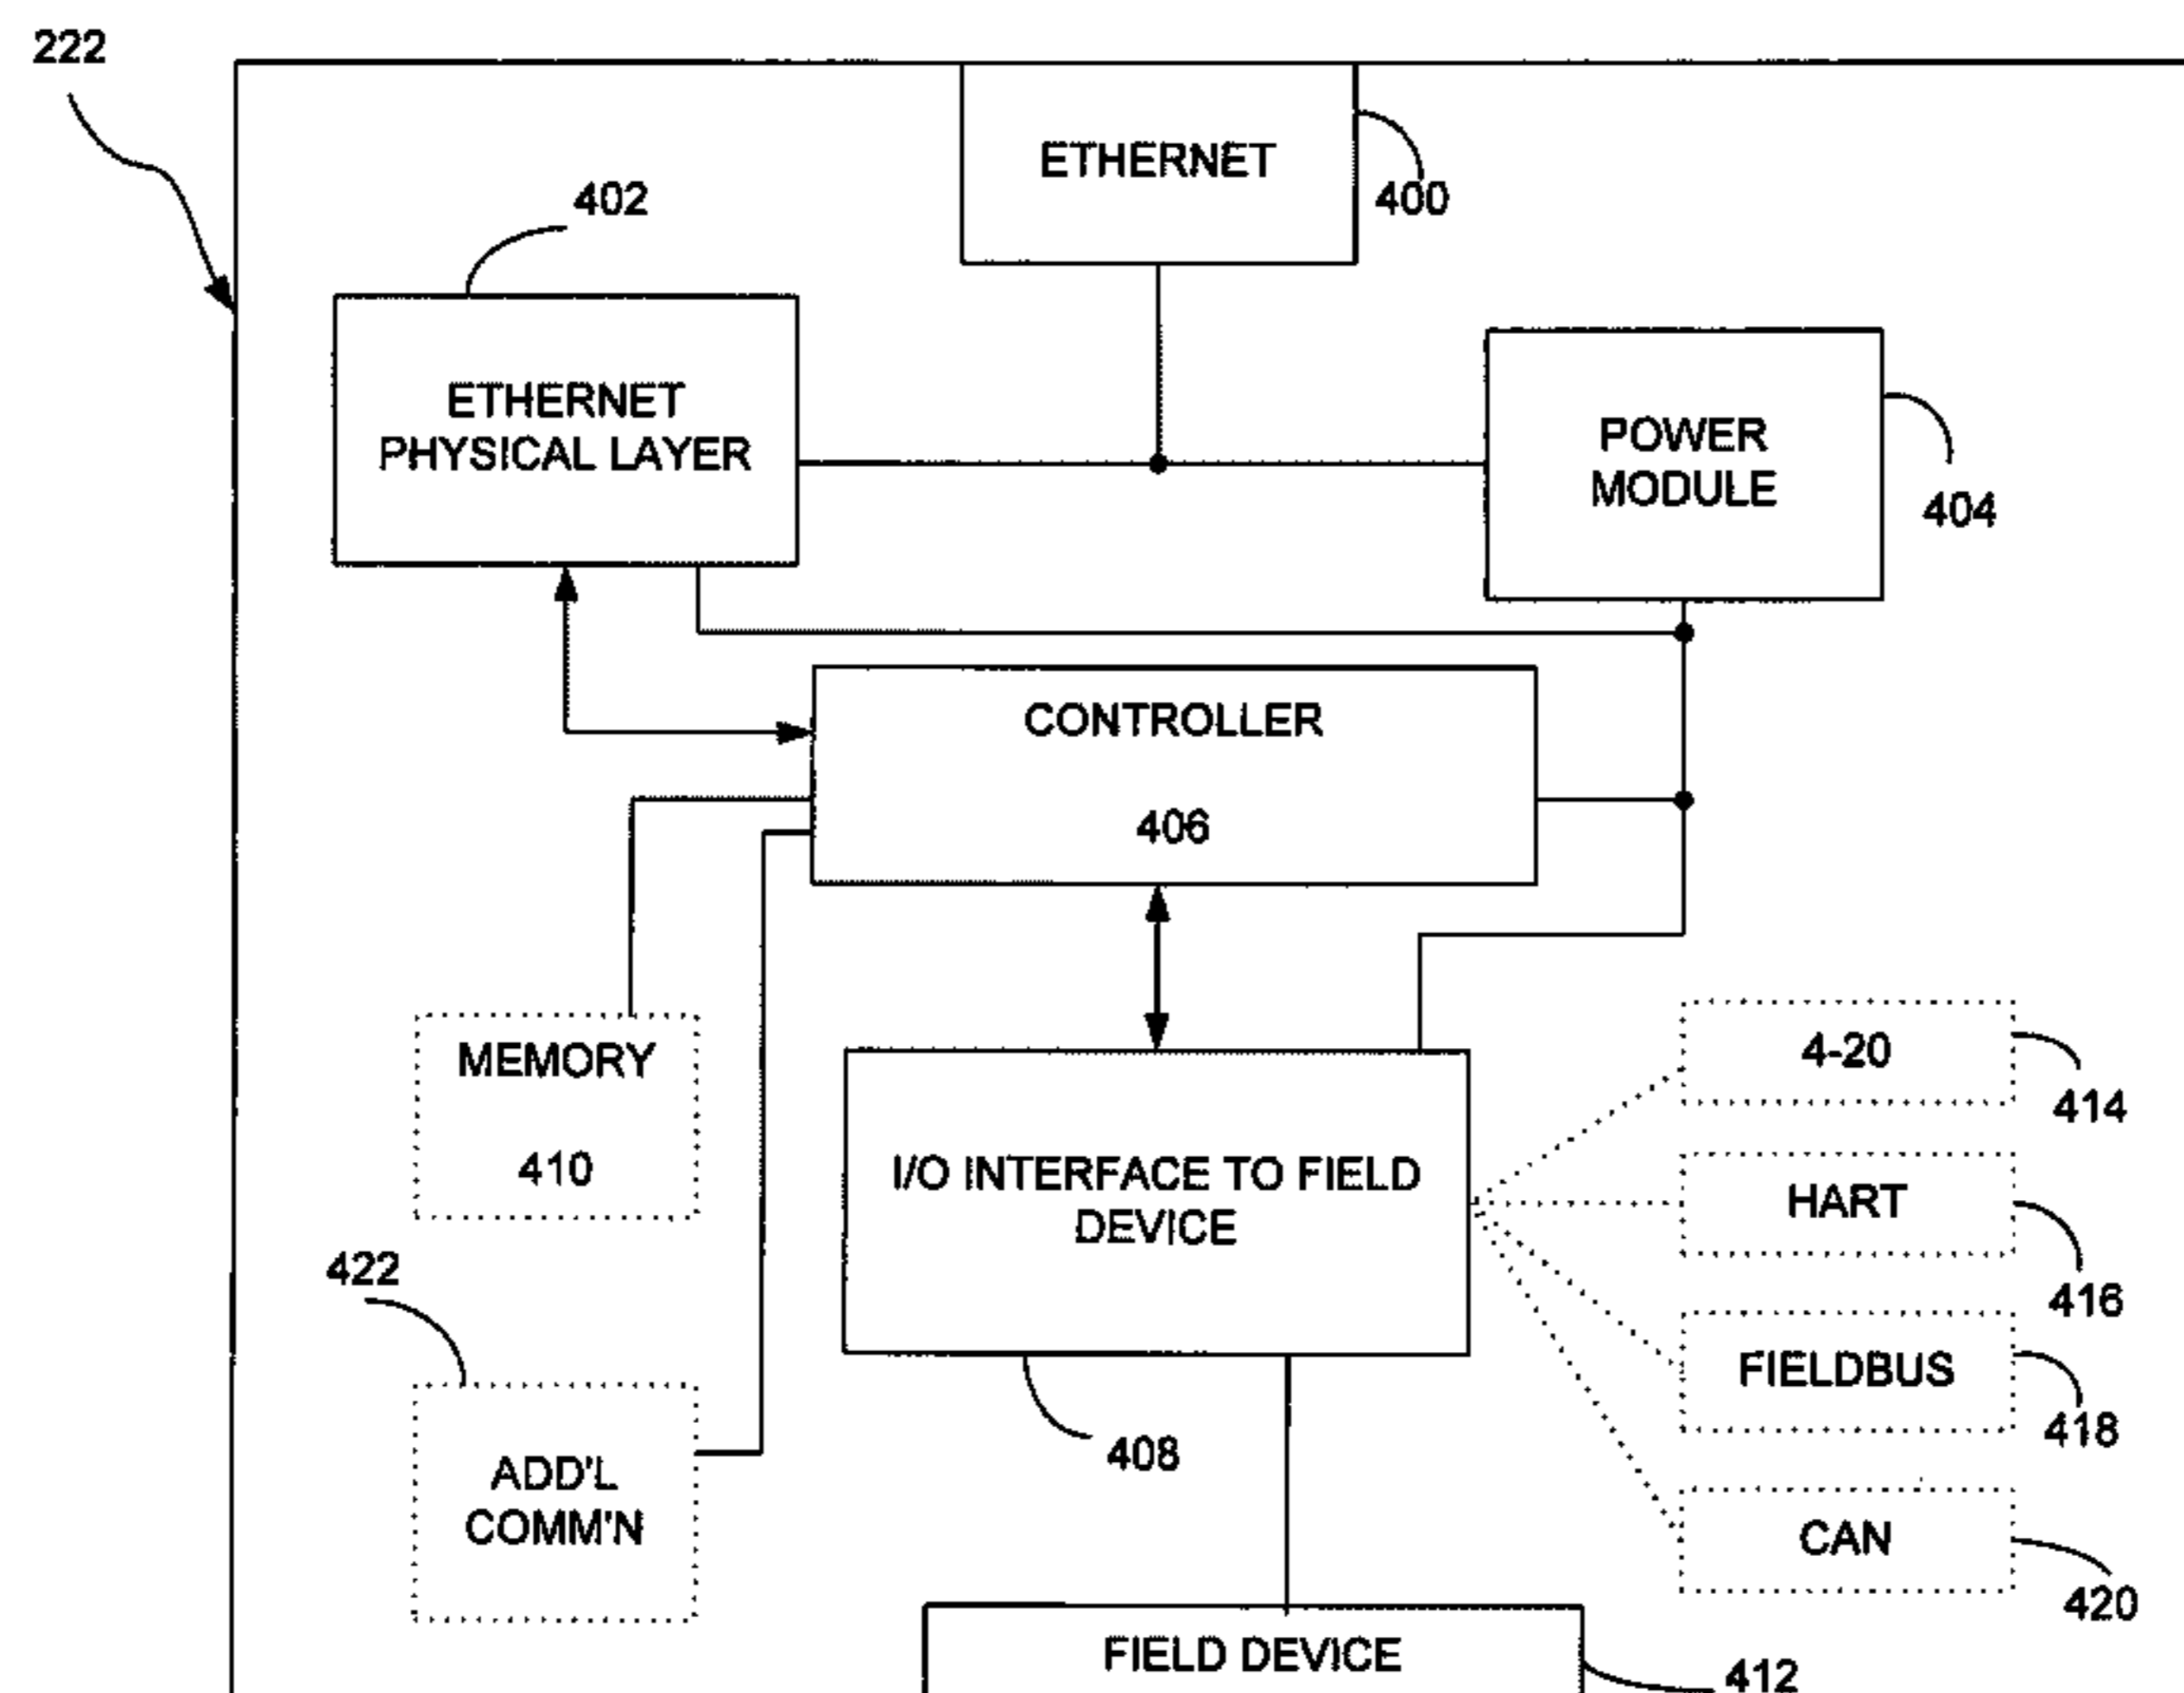 222
ETHERNET
400
402
ETHERNET
PHYSICAL LAYER
POWER
MODULE
404
CONTROLLER
406
MEMORY
410
4-20
414
I/O INTERFACE TO FIELD
DEVICE
HART
416
422
FIELDBUS
418
408
ADD'L
COMM'N
CAN
420
FIELD DEVICE
412